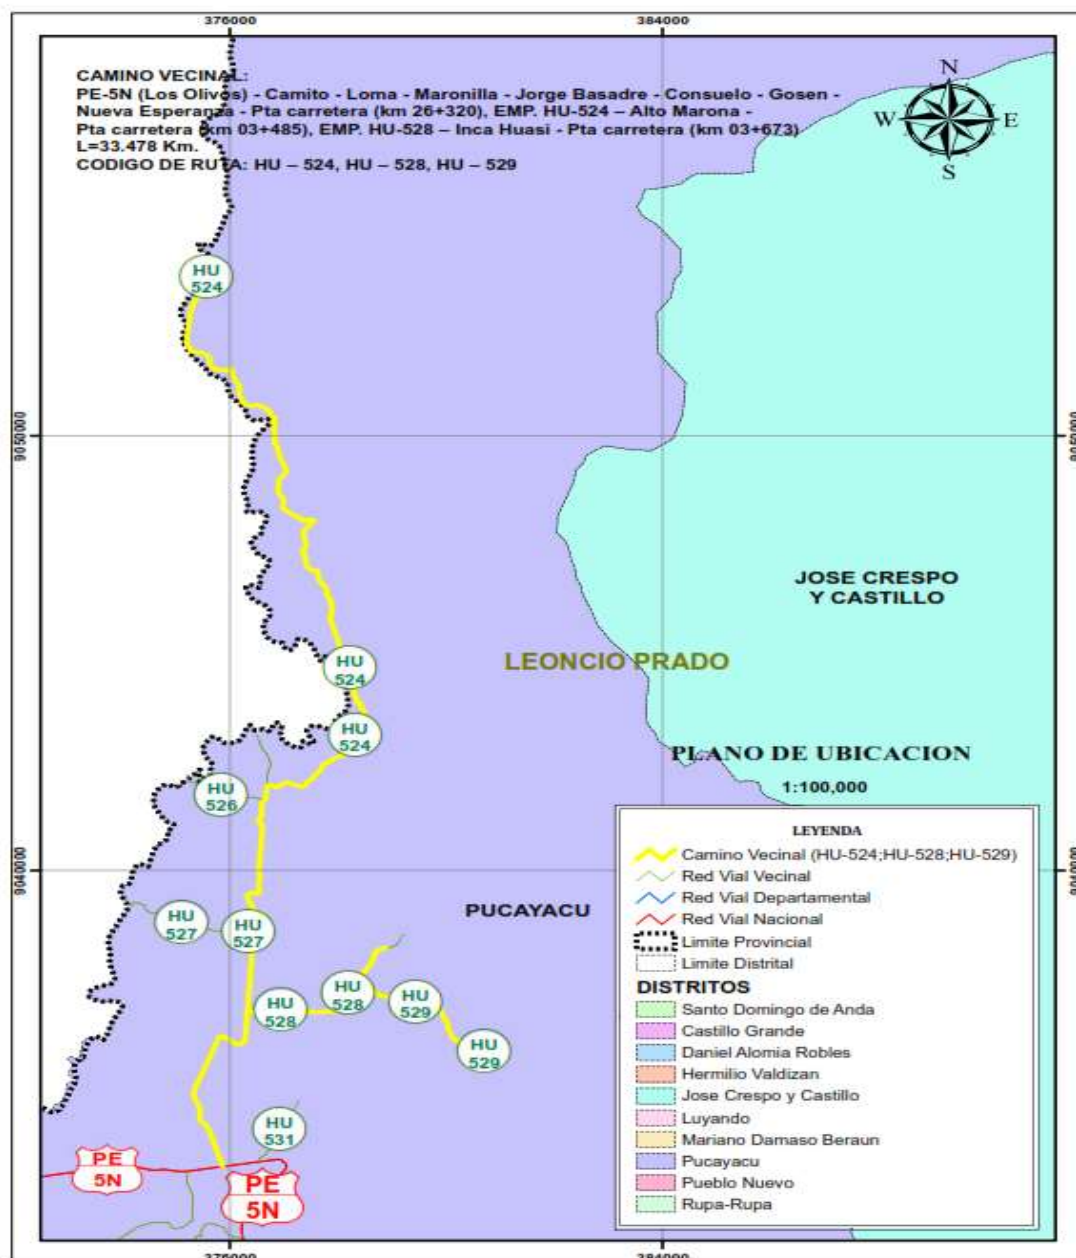 376000
384000
CAMINO VECINAL:
PE-5N (Los Olivos) - Camito - Loma - Maronilla - Jorge Basadre - Consuelo - Gosen -
Nueva Esperanza - Pta carretera (km 26+320), EMP. HU-524 – Alto Marona -
Pta carretera (km 03+485), EMP. HU-528 – Inca Huasi - Pta carretera (km 03+673)
L=33.478 Km.
CODIGO DE RUTA: HU – 524, HU – 528, HU – 529
N
W
E
S
HU
524
9050000
9050000
JOSE CRESPO
Y CASTILLO
LEONCIO PRADO
HU
524
HU
524
PLANO DE UBICACION
1:100,000
HU
526
LEYENDA
Camino Vecinal (HU-524;HU-528;HU-529)
Red Vial Vecinal
Red Vial Departamental
Red Vial Nacional
Limite Provincial
Limite Distrital
DISTRITOS
Santo Domingo de Anda
Castillo Grande
Daniel Alomia Robles
Hermilio Valdizan
Jose Crespo y Castillo
Luyando
Mariano Damaso Beraun
Pucayacu
Pueblo Nuevo
Rupa-Rupa
9040000
9040000
PUCAYACU
HU
527
HU
527
HU
528
HU
528
HU
529
HU
529
HU
531
PE
5N
PE
5N
376000
384000